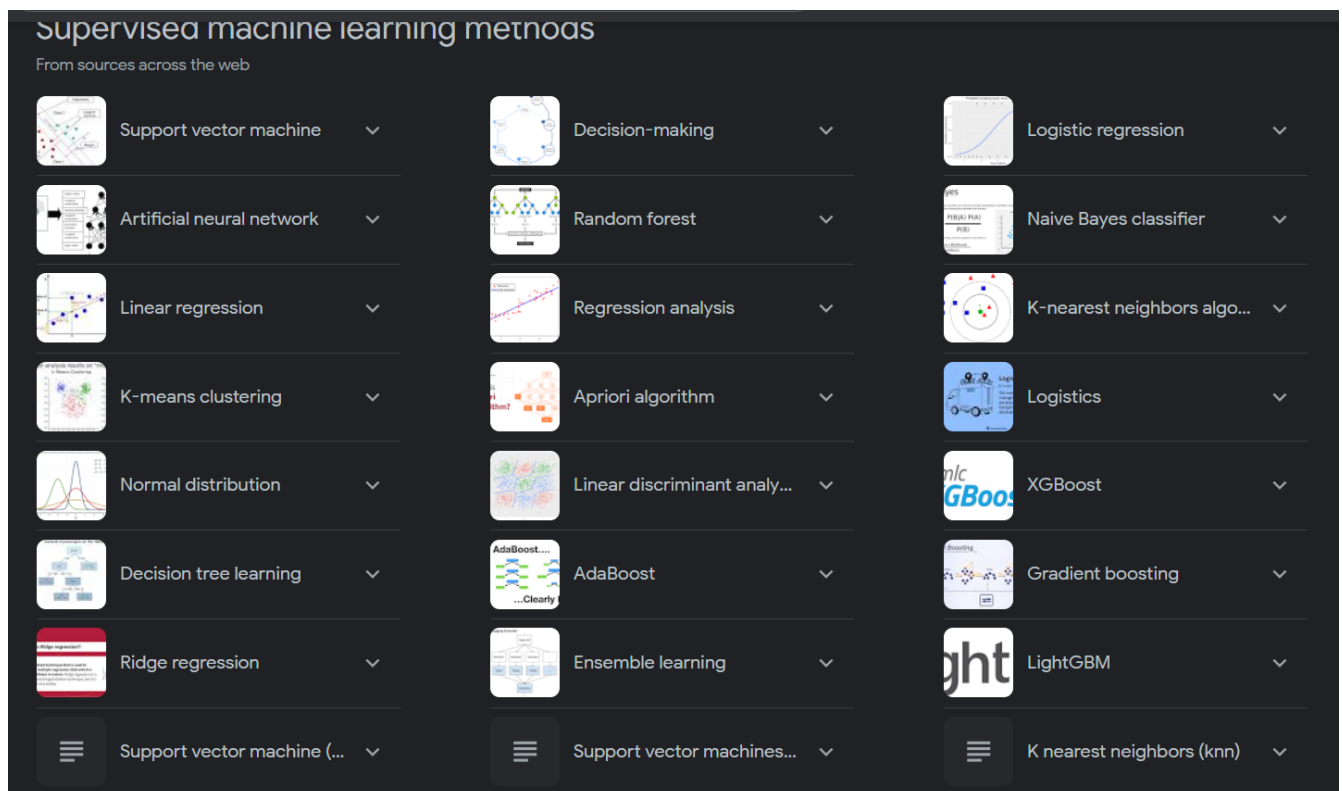 Supervised machine learning methods
From sources across the web
Support vector machine
Decision-making
Logistic regression
Artificial neural network
Random forest
Naive Bayes classifier
Linear regression
Regression analysis
K-nearest neighbors algo...
K-means clustering
Apriori algorithm
Logistics
Normal distribution
Linear discriminant analy...
XGBoost
Decision tree learning
AdaBoost....
...Clearly
AdaBoost
Gradient boosting
Ridge regression
Ensemble learning
ght
LightGBM
Support vector machine (...
Support vector machines...
K nearest neighbors (knn)